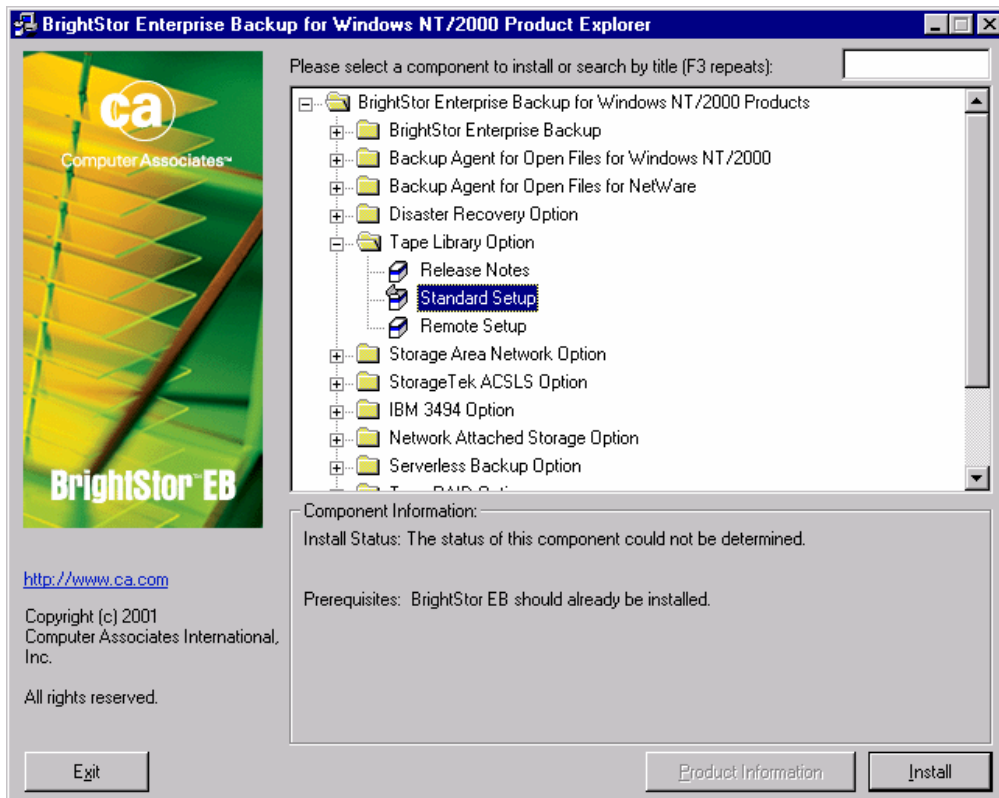 BrightStor Enterprise Backup for Windows NT/2000 Product Explorer
Please select a component to install or search by title (F3 repeats):
ca
Computer Associates™
BrightStor™ EB
BrightStor Enterprise Backup for Windows NT/2000 Products
BrightStor Enterprise Backup
Backup Agent for Open Files for Windows NT/2000
Backup Agent for Open Files for NetWare
Disaster Recovery Option
Tape Library Option
Release Notes
Standard Setup
Remote Setup
Storage Area Network Option
StorageTek ACSLS Option
IBM 3494 Option
Network Attached Storage Option
Serverless Backup Option
Component Information:
Install Status: The status of this component could not be determined.
Prerequisites: BrightStor EB should already be installed.
http://www.ca.com
Copyright (c) 2001
Computer Associates International,
Inc.
All rights reserved.
Exit
Product Information
Install